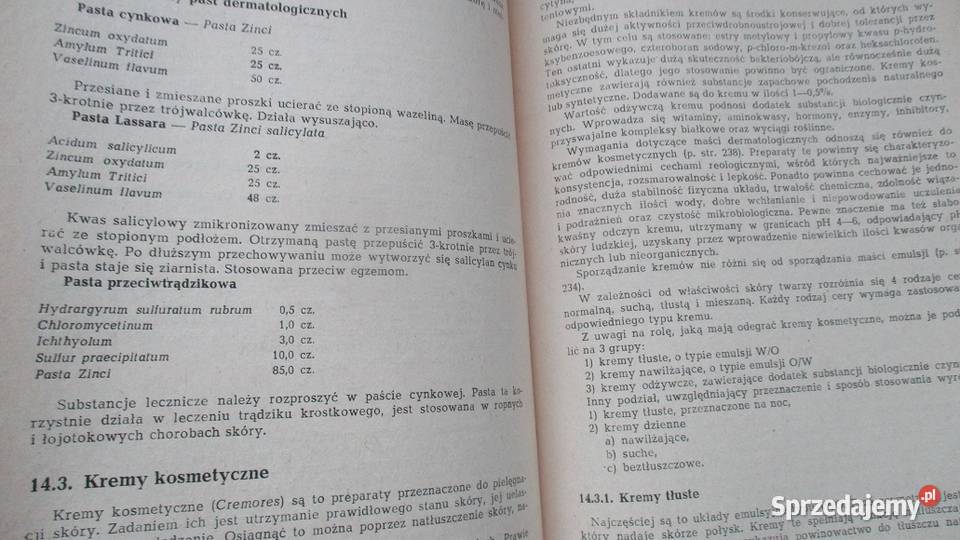 past dermatologicznych
Pasta cynkowa — Pasta Zinci
Zincum oxydatum 25 cz.
Amylum Tritici 25 cz.
Vaselinum flavum 50 cz.
Przesiane i zmieszane proszki ucierać ze stopioną wazeliną. Masę przepuścić
3-krotnie przez trójwalcówkę. Działa wysuszająco.
Pasta Lassara — Pasta Zinci salicylata
Acidum salicylicum 2 cz.
Zincum oxydatum 25 cz.
Amylum Tritici 25 cz.
Vaselinum flavum 48 cz.
Kwas salicylowy zmikronizowany zmieszać z przesianymi proszkami i ucie-
rać ze stopionym podłożem. Otrzymaną pastę przepuścić 3-krotnie przez trój-
walcówkę. Po dłuższym przechowywaniu może wytworzyć się salicylan cynku
i pasta staje się ziarnista. Stosowana przeciw egzemom.
Pasta przeciwtrądzikowa
Hydrargyrum sulfuratum rubrum 0,5 cz.
Chloromycetinum 1,0 cz.
Ichthyolum 3,0 cz.
Sulfur praecipitatum 10,0 cz.
Pasta Zinci 85,0 cz.
Substancje lecznicze należy rozproszyć w paście cynkowej. Pasta ta ko-
rzystnie działa w leczeniu trądziku krostkowego, jest stosowana w ropnych
i łojotokowych chorobach skóry.
14.3. Kremy kosmetyczne
Kremy kosmetyczne (Cremores) są to preparaty przeznaczone do pielęgna-
cji skóry. Zadaniem ich jest utrzymanie prawidłowego stanu skóry, jej uelas-
Osiągnąć to można poprzez natłuszczenie skóry,
Prawie
cytyna,
teniowymi.
Niezbędnym składnikiem kremów są środki konserwujące, od których wy-
maga się dużej aktywności przeciwdrobnoustrojowej i dobrej tolerancji przez
skórę. W tym celu są stosowane: estry metylowy i propylowy kwasu p-hydro-
ksybenzoesowego, czteroboran sodowy, p-chloro-m-krezol oraz heksachlorofen.
Ten ostatni wykazuje dużą skuteczność bakteriobójczą, ale równocześnie dużą
toksyczność, dlatego jego stosowanie powinno być ograniczone. Kremy kos-
metyczne zawierają również substancje zapachowe pochodzenia naturalnego
lub syntetyczne. Dodawane są do kremu w ilości 1—0,5%.
Wartość odżywczą kremu podnosi dodatek substancji biologicznie czyn-
nych. Wprowadza się witaminy, aminokwasy, hormony, enzymy, inhibitory,
przyswajalne kompleksy białkowe oraz wyciągi roślinne.
Wymagania dotyczące maści dermatologicznych odnoszą się również do
kremów kosmetycznych (p. str. 238). Preparaty te powinny się charakteryzo-
wać odpowiednimi cechami reologicznymi, wśród których najważniejsze to
konsystencja, rozsmarowalność i lepkość. Ponadto powinna cechować je jedno-
rodność, duża stabilność fizyczna układu, trwałość chemiczna, zdolność wiąza-
nia znacznych ilości wody, dobre wchłanianie i niepowodowanie uczulenia
i podrażnień oraz czystość mikrobiologiczna. Pewne znaczenie ma też słabo
kwaśny odczyn kremu, utrzymany w granicach pH 4—6, odpowiadający pH
skóry ludzkiej, uzyskany przez wprowadzenie niewielkich ilości kwasów orga
nicznych lub nieorganicznych.
Sporządzanie kremów nie różni się od sporządzania maści emulsji (p. s
234).
W zależności od właściwości skóry twarzy rozróżnia się 4 rodzaje ce
normalną, suchą, tłustą i mieszaną. Każdy rodzaj cery wymaga zastosowa
odpowiedniego typu kremu.
Z uwagi na rolę, jaką mają odegrać kremy kosmetyczne, można je pod
lić na 3 grupy:
1) kremy tłuste, o typie emulsji W/O
2) kremy nawilżające, o typie emulsji O/W
3) kremy odżywcze, zawierające dodatek substancji biologicznie czyn
Inny podział, uwzględniający przeznaczenie i sposób stosowania wyró
1) kremy tłuste, przeznaczone na noc,
2) kremy dzienne
a) nawilżające,
b) suche,
c) beztłuszczowe.
14.3.1. Kremy tłuste
Najczęściej są to układy emulsyj
który nadaje skórze połysk. Kremy te spełniają
powinowactwo do tłuszczu na
Sprzedajemy.pl